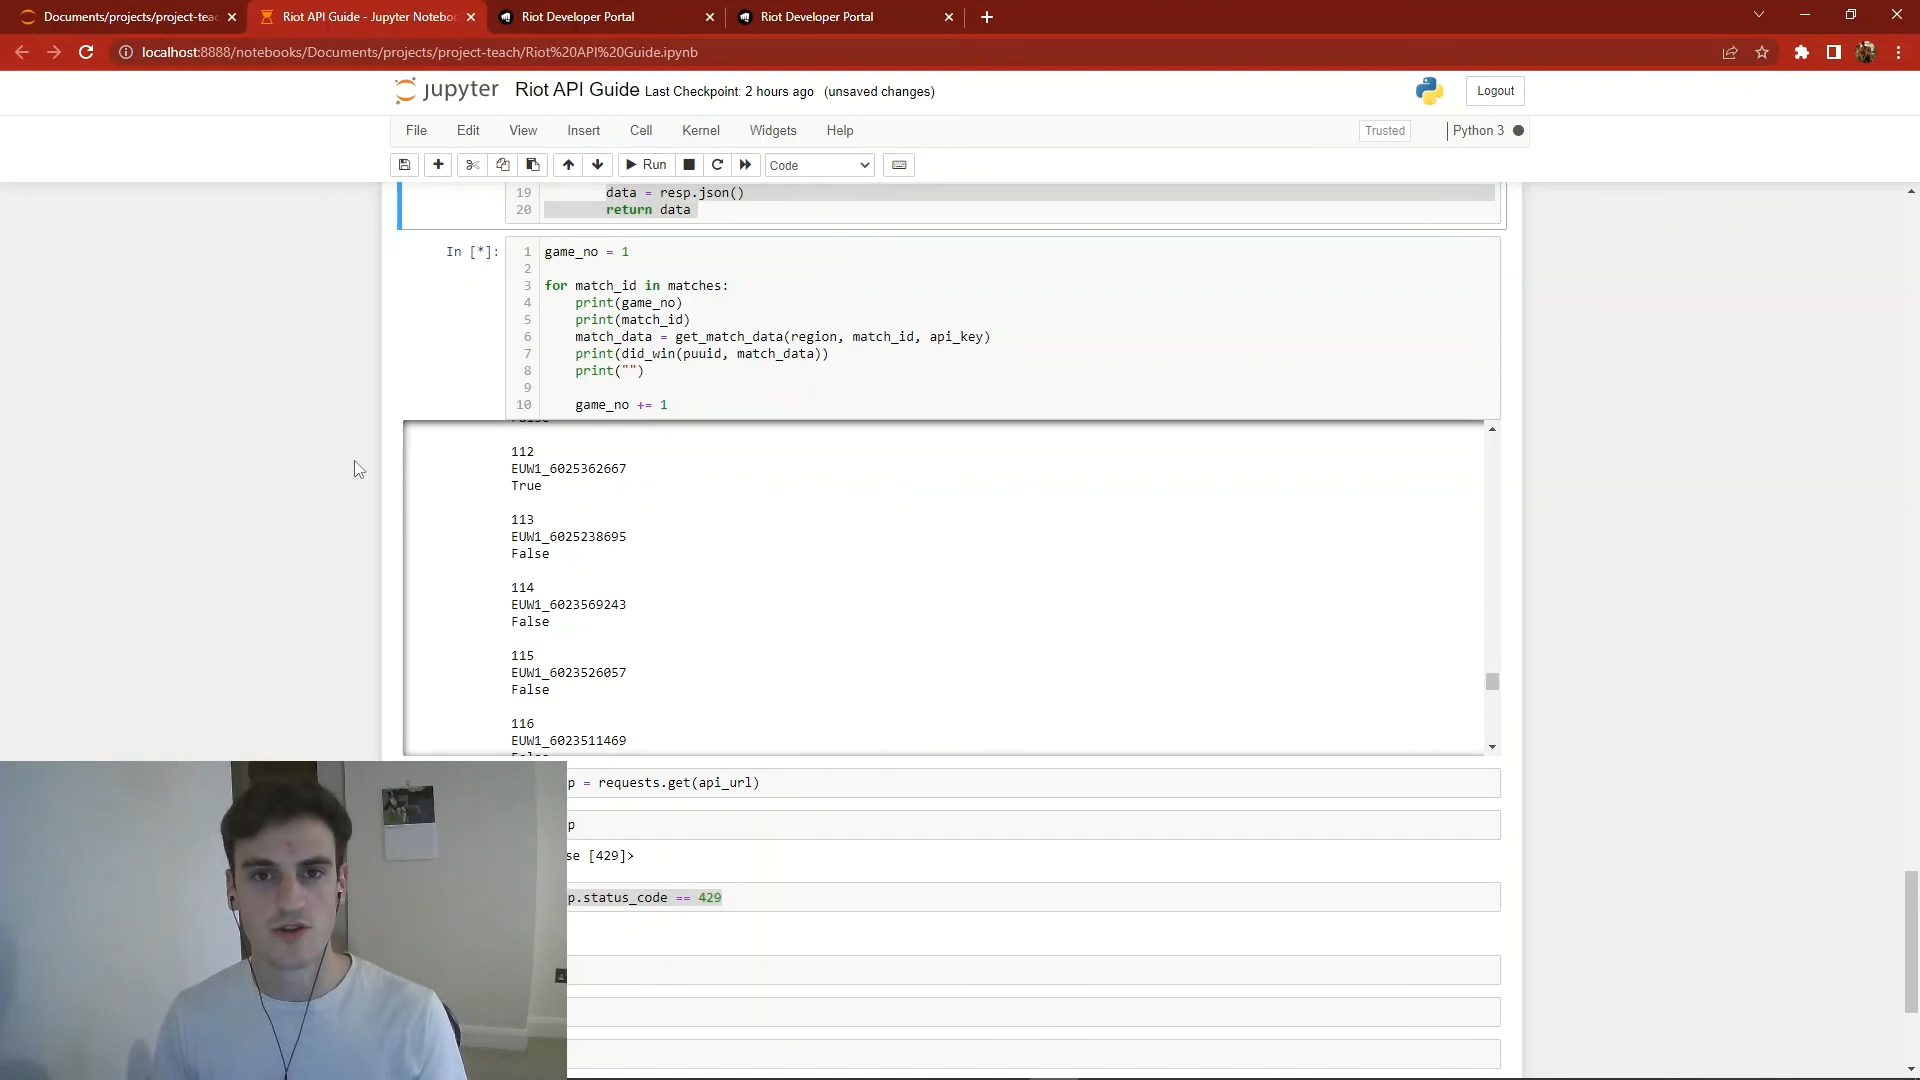 Documents/projects/project-teac
Riot API Guide - Jupyter Notebo
Riot Developer Portal
Riot Developer Portal
localhost:8888/notebooks/Documents/projects/project-teach/Riot%20API%20Guide.ipynb
jupyter Riot API Guide Last Checkpoint: 2 hours ago (unsaved changes)
Logout
File Edit View Insert Cell Kernel Widgets Help
Trusted
Python 3
Run
Code
19 data = resp.json()
20 return data
In [*]:
1 game_no = 1
2
3 for match_id in matches:
4 print(game_no)
5 print(match_id)
6 match_data = get_match_data(region, match_id, api_key)
7 print(did_win(puuid, match_data))
8 print("")
9
10 game_no += 1
112
EUW1_6025362667
True
113
EUW1_6025238695
False
114
EUW1_6023569243
False
115
EUW1_6023526057
False
116
EUW1_6023511469
p = requests.get(api_url)
p
se [429]>
p.status_code == 429